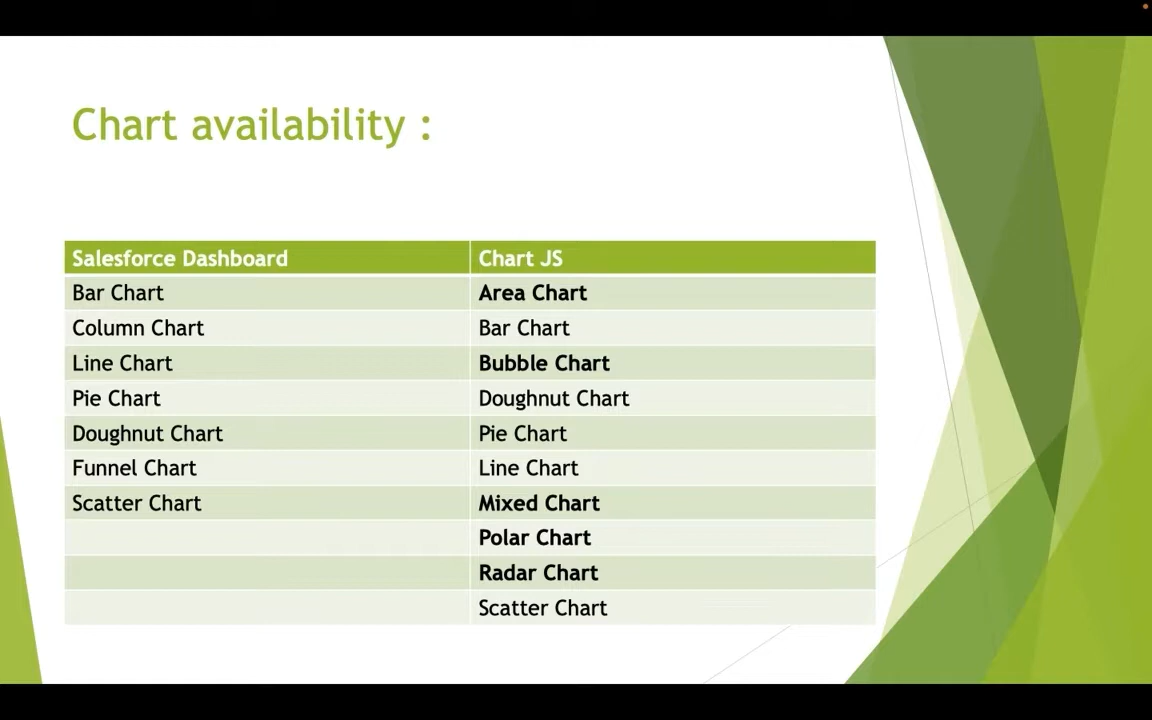 Chart availability :
Salesforce Dashboard Chart JS
Bar Chart Area Chart
Column Chart Bar Chart
Line Chart Bubble Chart
Pie Chart Doughnut Chart
Doughnut Chart Pie Chart
Funnel Chart Line Chart
Scatter Chart Mixed Chart
Polar Chart
Radar Chart
Scatter Chart